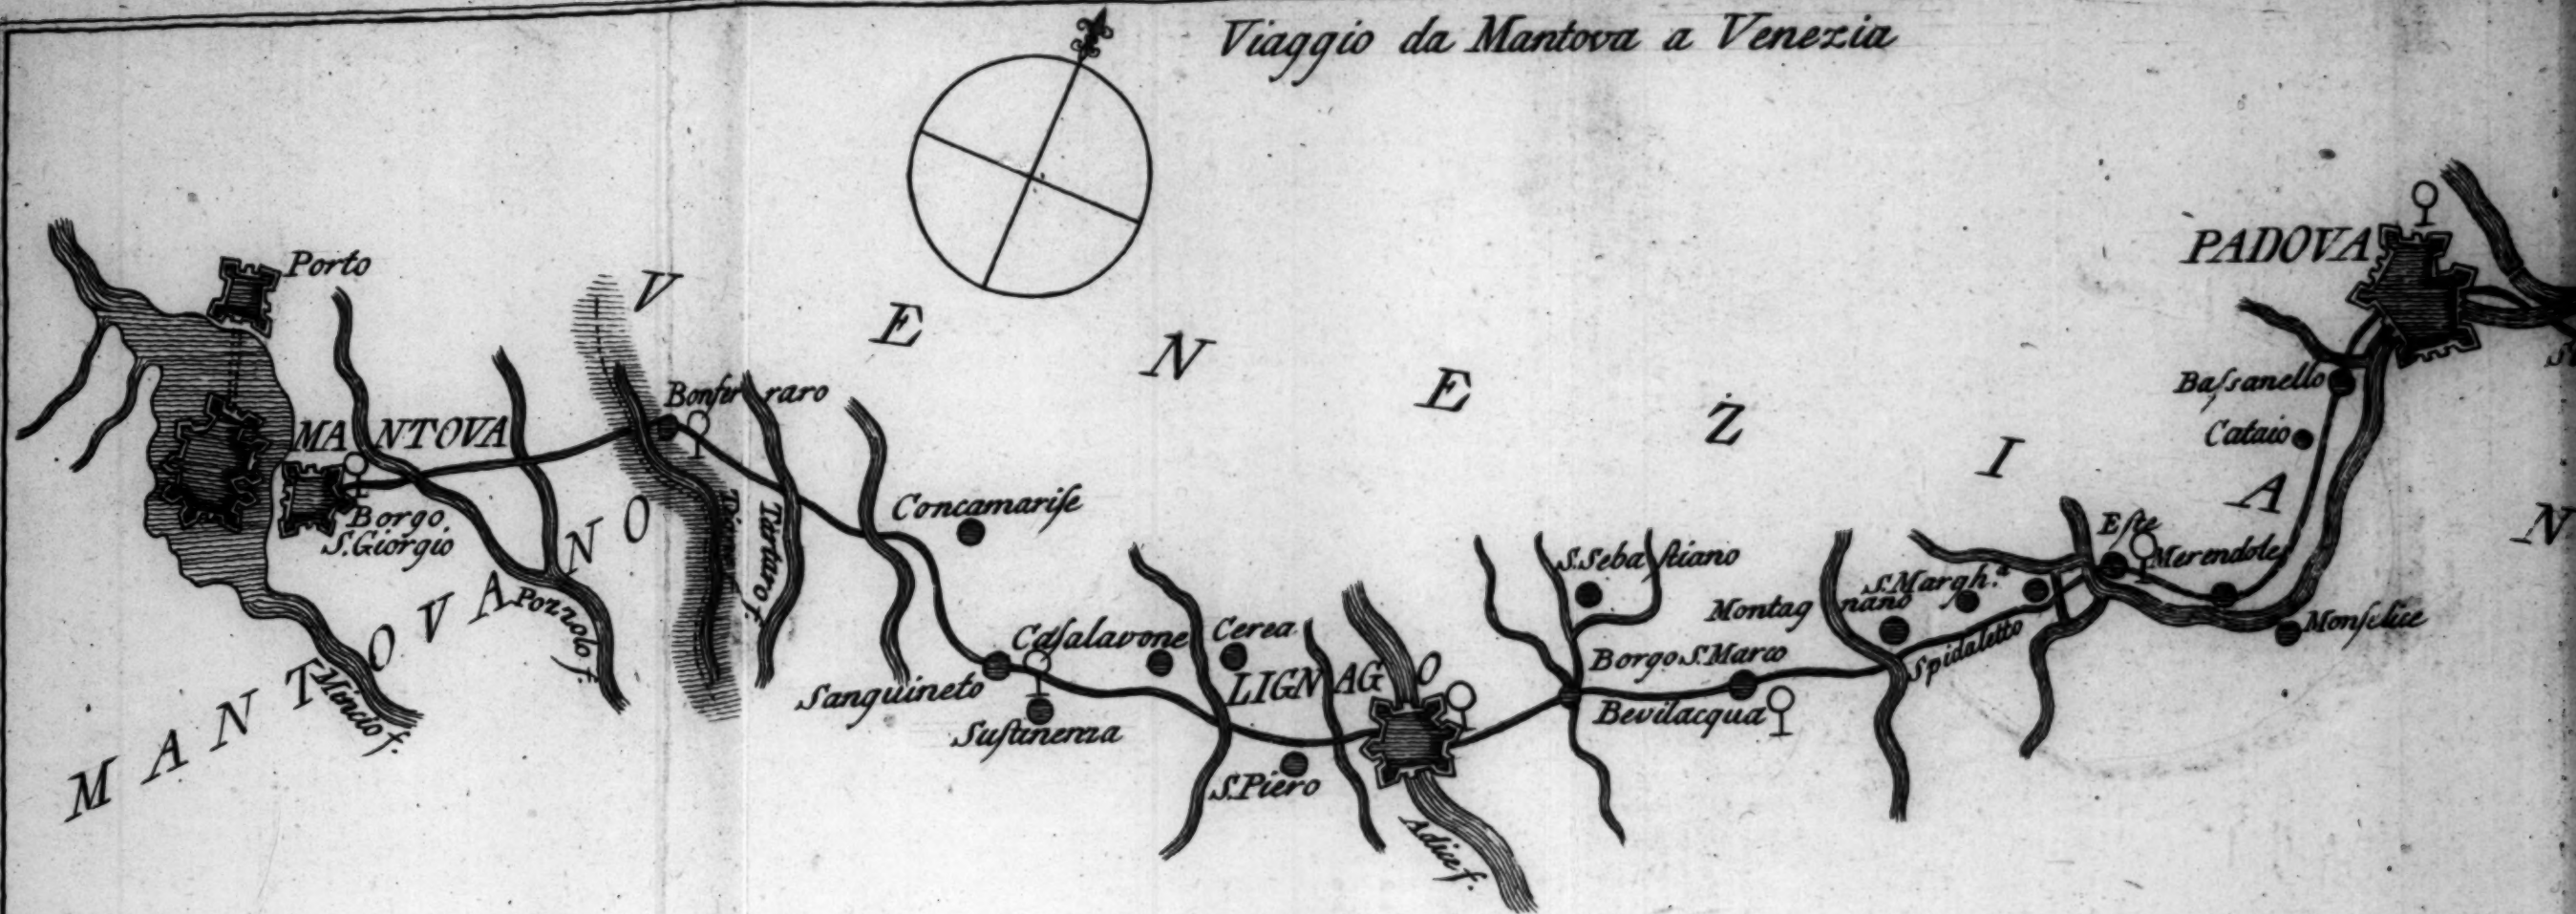 Viaggio da Mantova a Venezia
Porto
MANTOVA
Borgo
S. Giorgio
MANTOVANO
Mincio f.
Pozzolo f.
Bonferraro
Tartaro f.
VENEZIA
Concamariſe
Sanguineto
Suſtinenza
Caſalavone
Cerea
LIGNAGO
S. Piero
Adice f.
S. Sebaſtiano
Borgo S. Marco
Bevilacqua
Montagnano
S. Margh.ª
Spidaletto
Eſte
Merendole
Monſelice
Cataio
Baſsanello
PADOVA
N